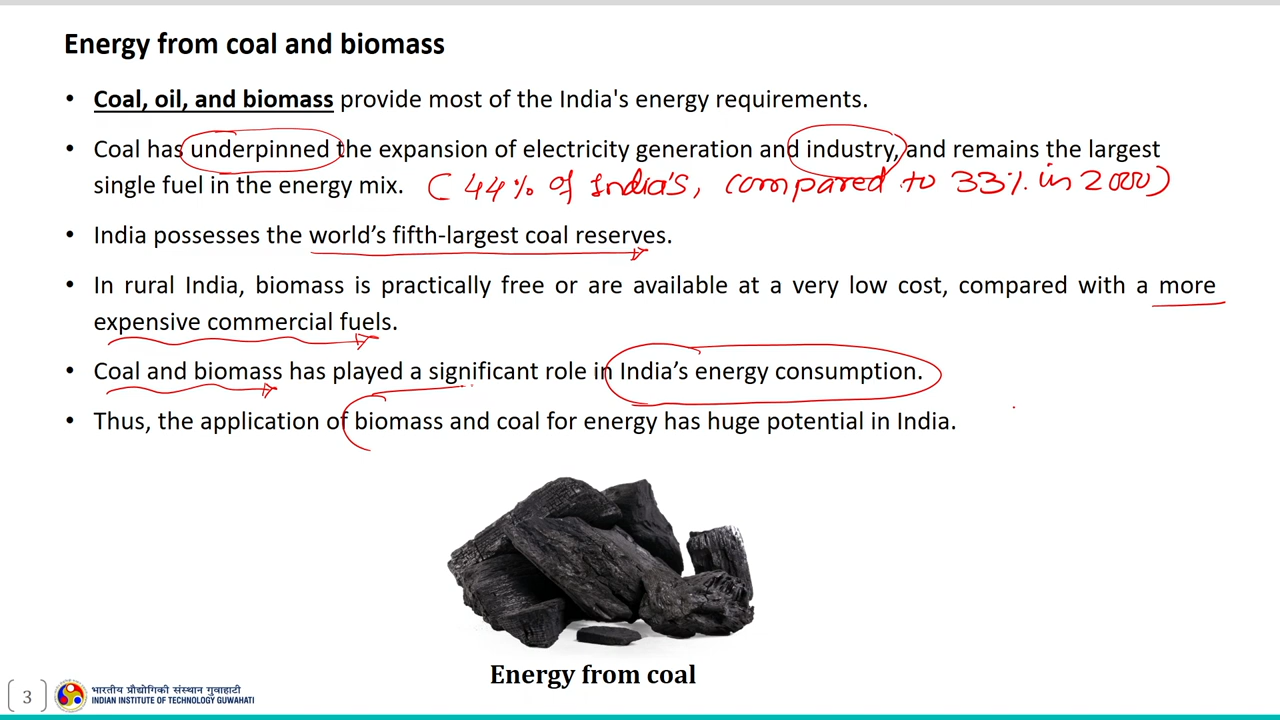 Energy from coal and biomass
• Coal, oil, and biomass provide most of the India's energy requirements.
• Coal has underpinned the expansion of electricity generation and industry, and remains the largest
single fuel in the energy mix. (44% of India's, compared to 33% in 2000)
• India possesses the world's fifth-largest coal reserves.
• In rural India, biomass is practically free or are available at a very low cost, compared with a more
expensive commercial fuels.
• Coal and biomass has played a significant role in India's energy consumption.
• Thus, the application of biomass and coal for energy has huge potential in India.
Energy from coal
3
भारतीय प्रौद्योगिकी संस्थान गुवाहाटी
INDIAN INSTITUTE OF TECHNOLOGY GUWAHATI